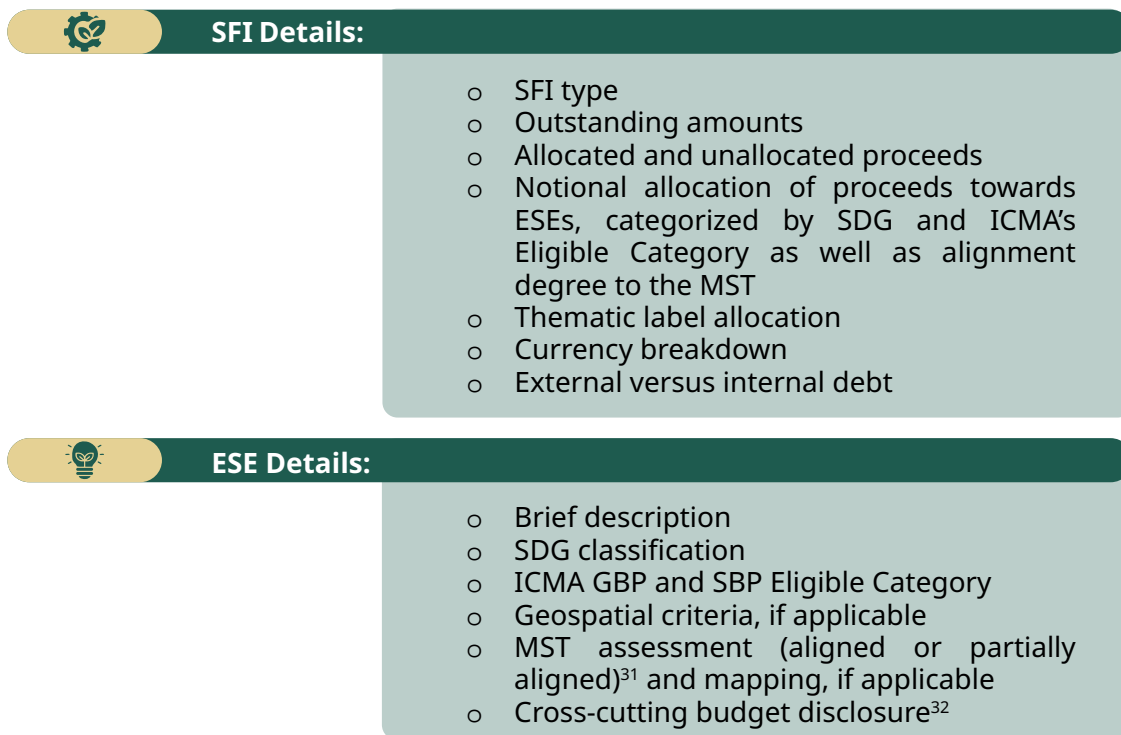 SFI Details:
o SFI type
o Outstanding amounts
o Allocated and unallocated proceeds
o Notional allocation of proceeds towards
ESEs, categorized by SDG and ICMA’s
Eligible Category as well as alignment
degree to the MST
o Thematic label allocation
o Currency breakdown
o External versus internal debt
ESE Details:
o Brief description
o SDG classification
o ICMA GBP and SBP Eligible Category
o Geospatial criteria, if applicable
o MST assessment (aligned or partially
aligned)³¹ and mapping, if applicable
o Cross-cutting budget disclosure³²